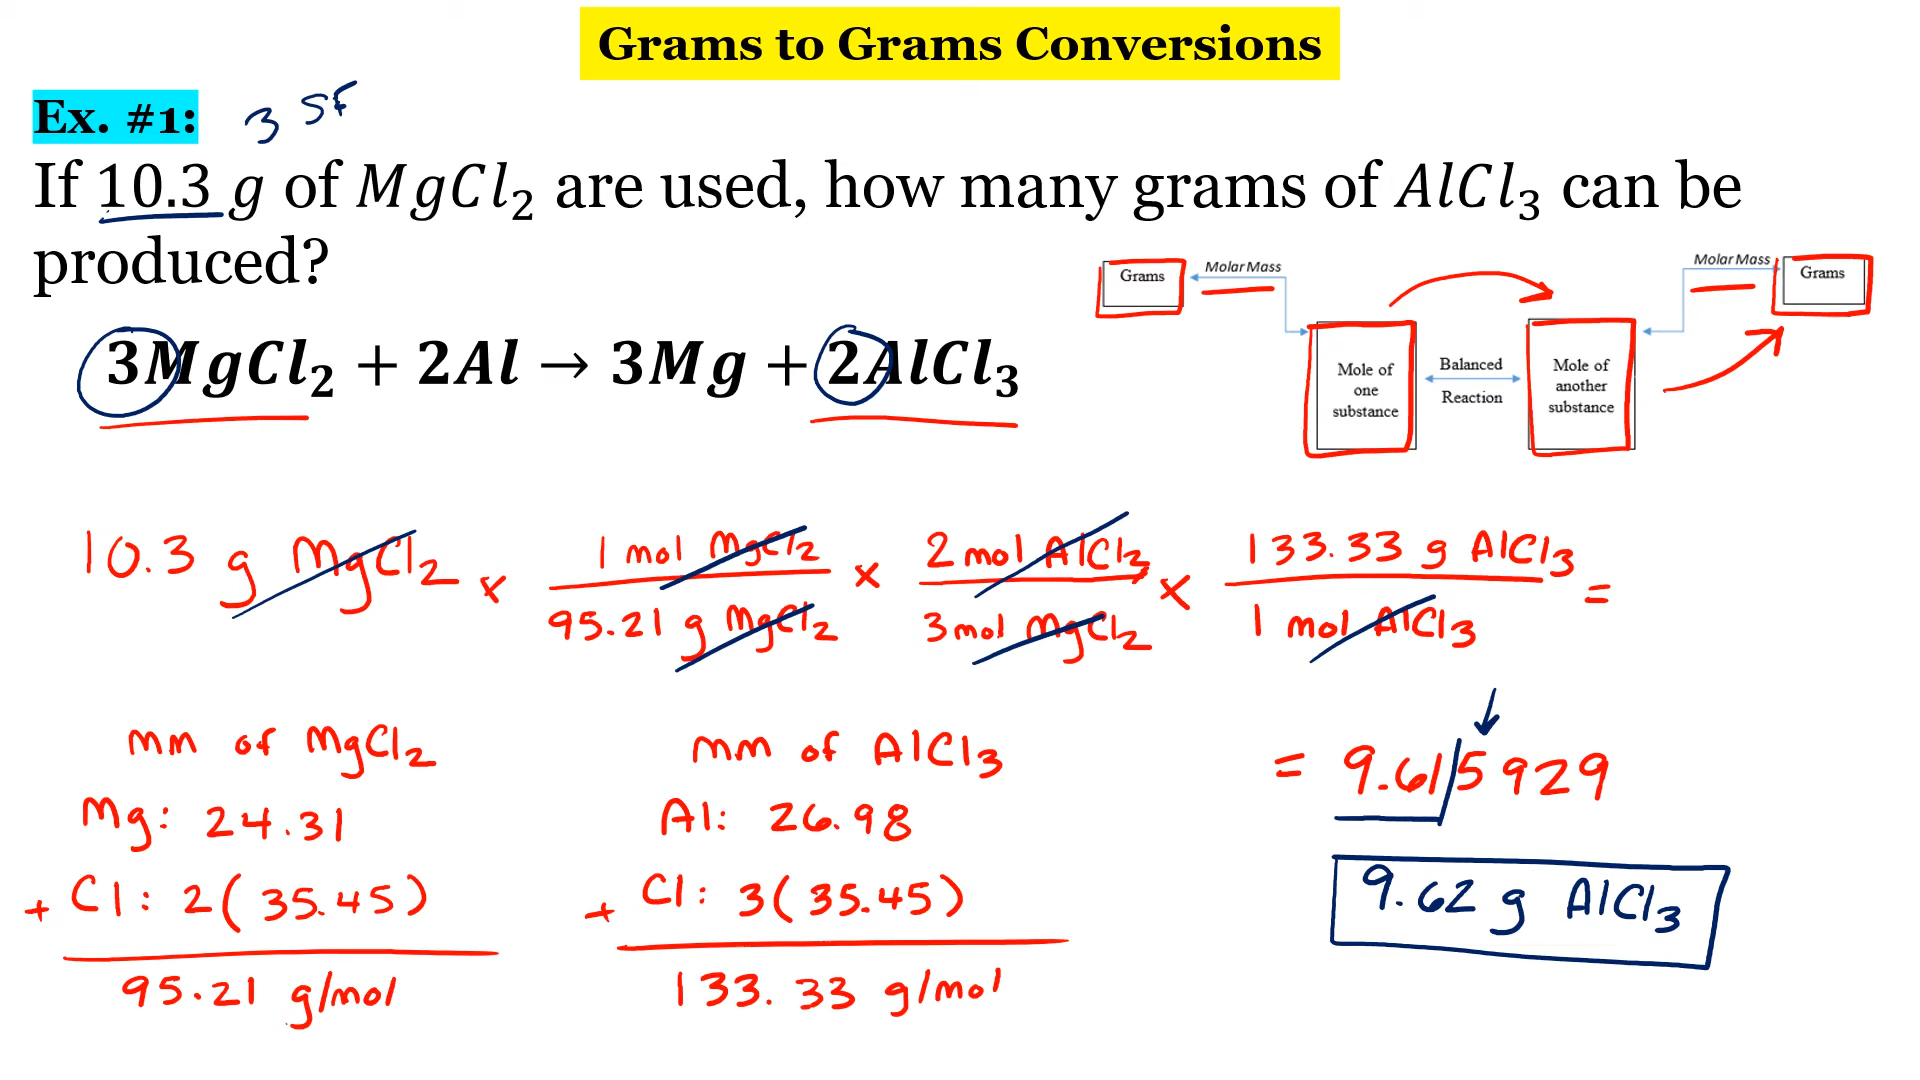 Grams to Grams Conversions
Ex. #1: 3 SF
If 10.3 g of MgCl₂ are used, how many grams of AlCl₃ can be
produced?
Grams Molar Mass Molar Mass Grams
Mole of one substance
Balanced Reaction
Mole of another substance
3MgCl₂ + 2Al → 3Mg + 2AlCl₃
10.3 g MgCl₂ × 1 mol MgCl₂ / 95.21 g MgCl₂ × 2 mol AlCl₃ / 3 mol MgCl₂ × 133.33 g AlCl₃ / 1 mol AlCl₃ =
mm of MgCl₂
Mg: 24.31
+ Cl: 2(35.45)
95.21 g/mol
mm of AlCl₃
Al: 26.98
+ Cl: 3(35.45)
133.33 g/mol
= 9.615929
9.62 g AlCl₃